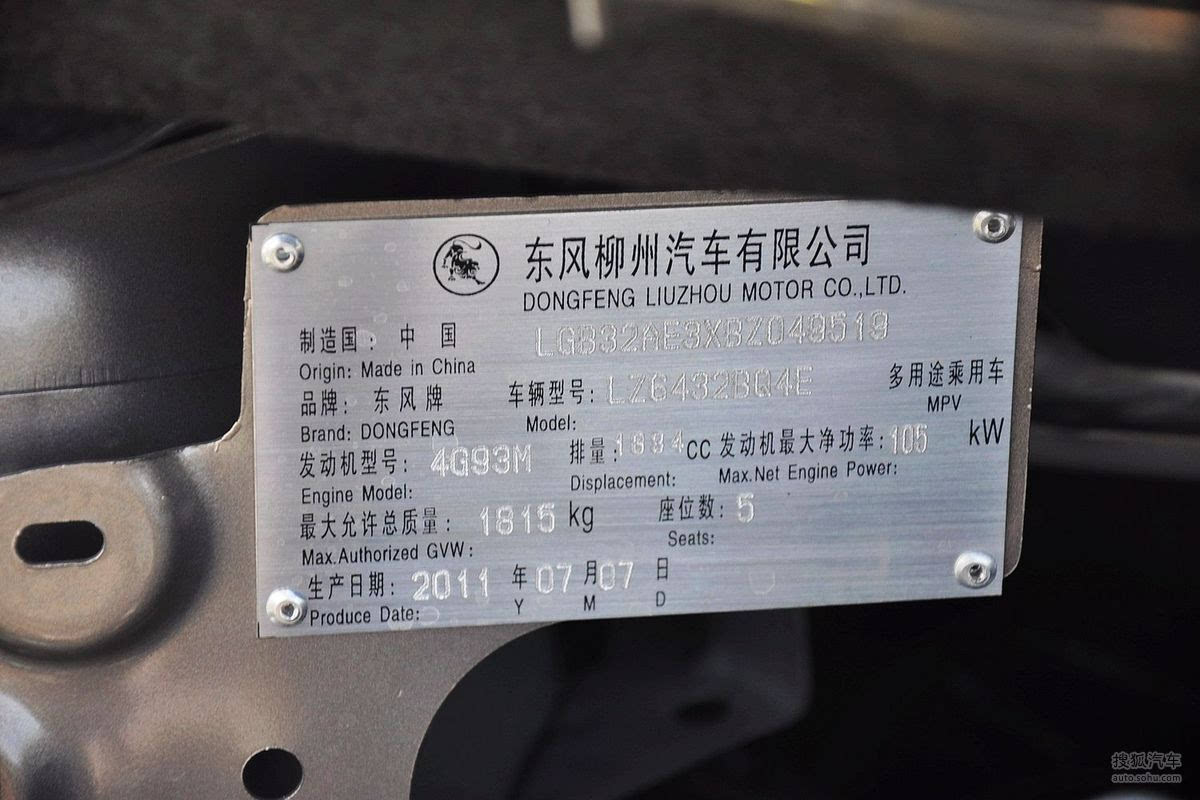 东风柳州汽车有限公司
DONGFENG LIUZHOU MOTOR CO.,LTD.
制造国: 中 国 LGB32AE3XBZ049519
Origin: Made in China
品牌: 东风牌 车辆型号: LZ6432BQ4E 多用途乘用车
Brand: DONGFENG Model: MPV
发动机型号: 4G93M 排量: 1834 CC 发动机最大净功率: 105 kW
Engine Model: Displacement: Max.Net Engine Power:
最大允许总质量: 1815 kg 座位数: 5
Max.Authorized GVW: Seats:
生产日期: 2011 年 07 月 07 日
Produce Date: Y M D
搜狐汽车
auto.sohu.com